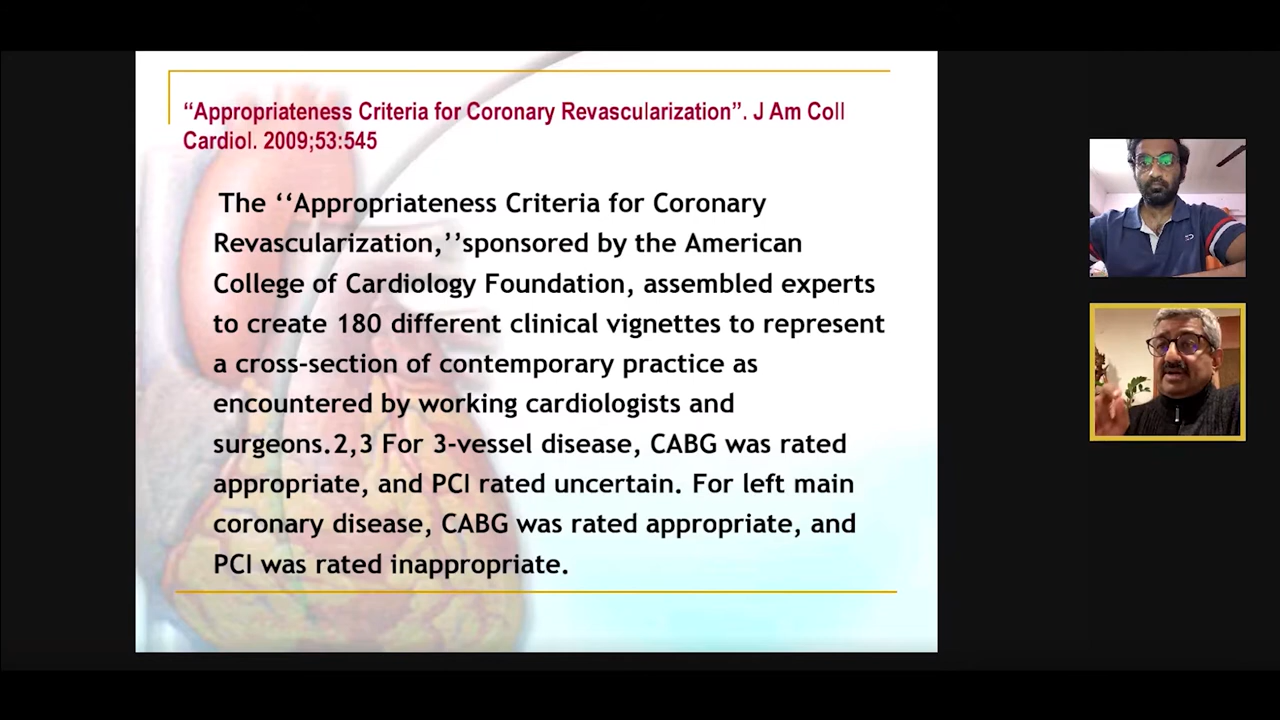 “Appropriateness Criteria for Coronary Revascularization”. J Am Coll
Cardiol. 2009;53:545
The ‘‘Appropriateness Criteria for Coronary
Revascularization,’’sponsored by the American
College of Cardiology Foundation, assembled experts
to create 180 different clinical vignettes to represent
a cross-section of contemporary practice as
encountered by working cardiologists and
surgeons.2,3 For 3-vessel disease, CABG was rated
appropriate, and PCI rated uncertain. For left main
coronary disease, CABG was rated appropriate, and
PCI was rated inappropriate.